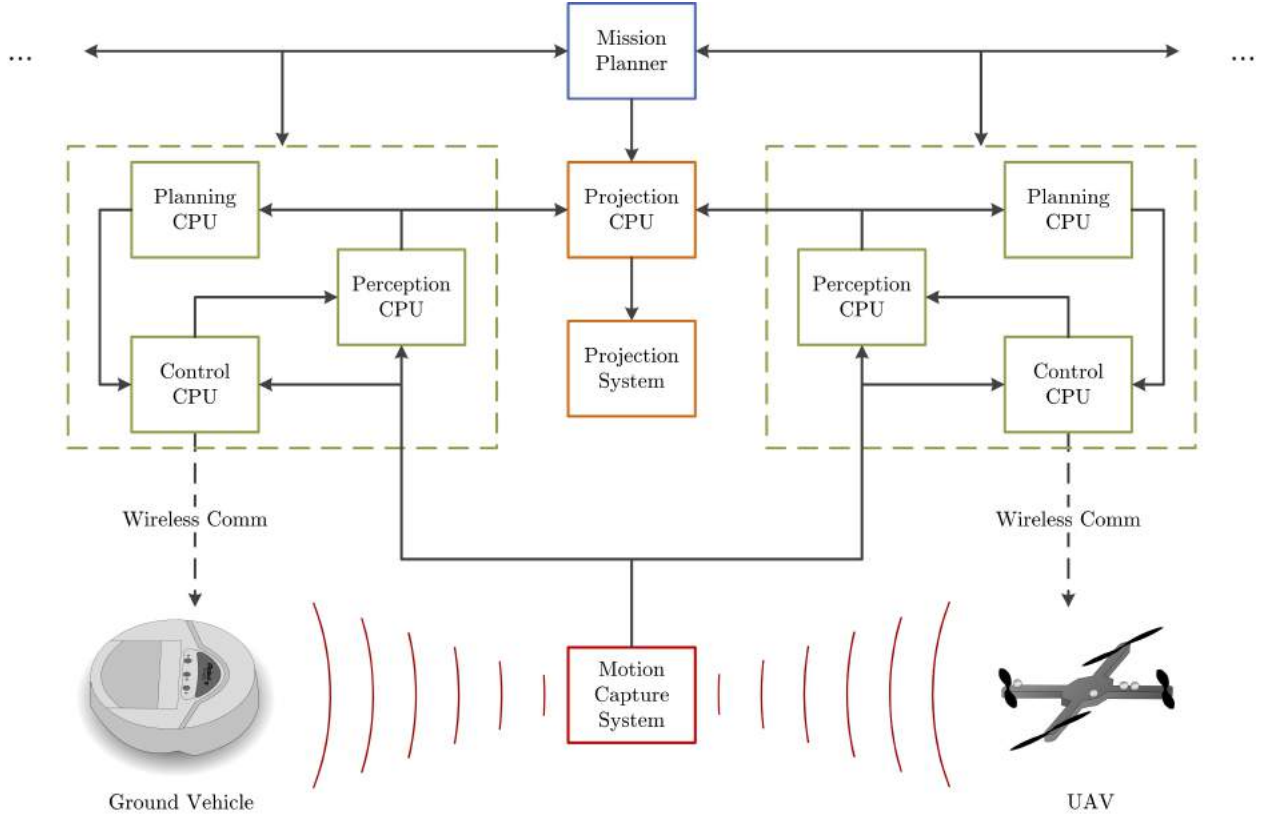 Mission
Planner
...
...
Planning
CPU
Projection
CPU
Planning
CPU
Perception
CPU
Perception
CPU
Control
CPU
Projection
System
Control
CPU
Wireless Comm
Wireless Comm
Motion
Capture
System
Ground Vehicle
UAV